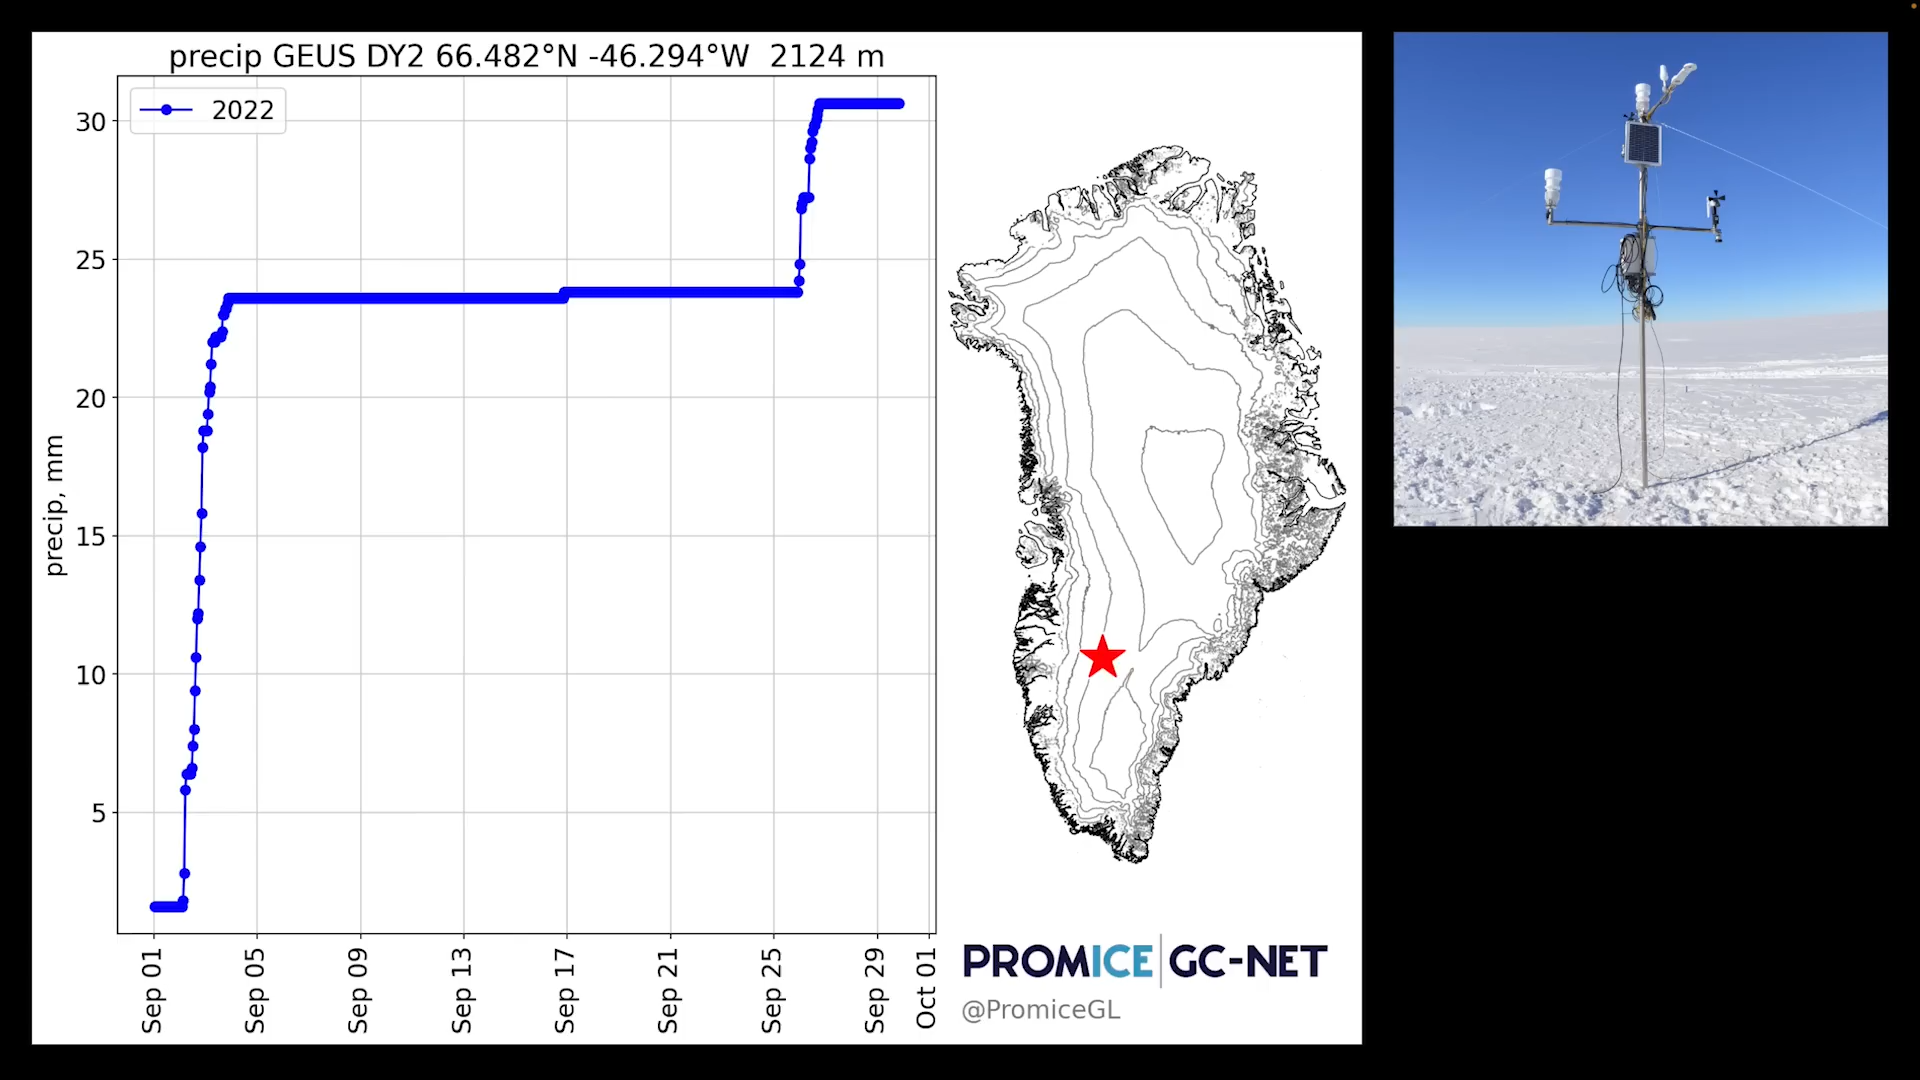 precip GEUS DY2 66.482°N -46.294°W  2124 m
2022
30
25
20
15
10
5
precip, mm
Sep 01
Sep 05
Sep 09
Sep 13
Sep 17
Sep 21
Sep 25
Sep 29
Oct 01
PROMICE GC-NET
@PromiceGL